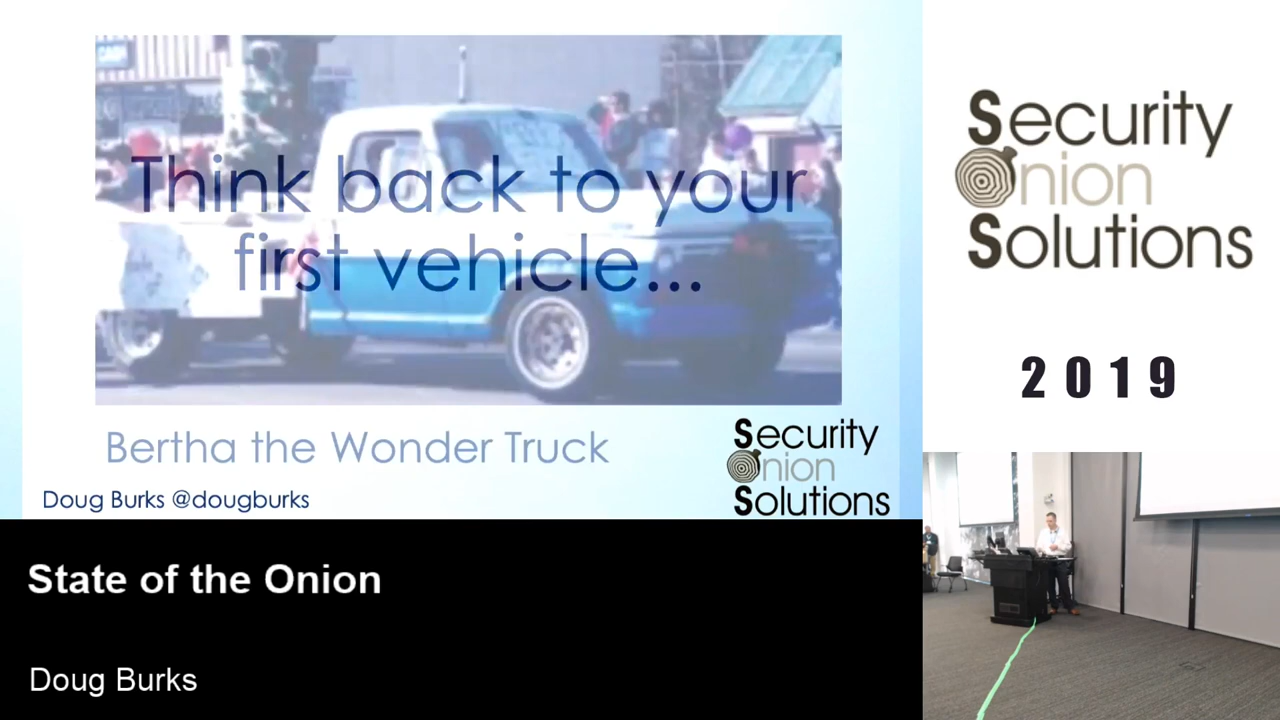 Think back to your
first vehicle...
Bertha the Wonder Truck
Doug Burks @dougburks
Security
Onion
Solutions
State of the Onion
Doug Burks
Security
Onion
Solutions
2019